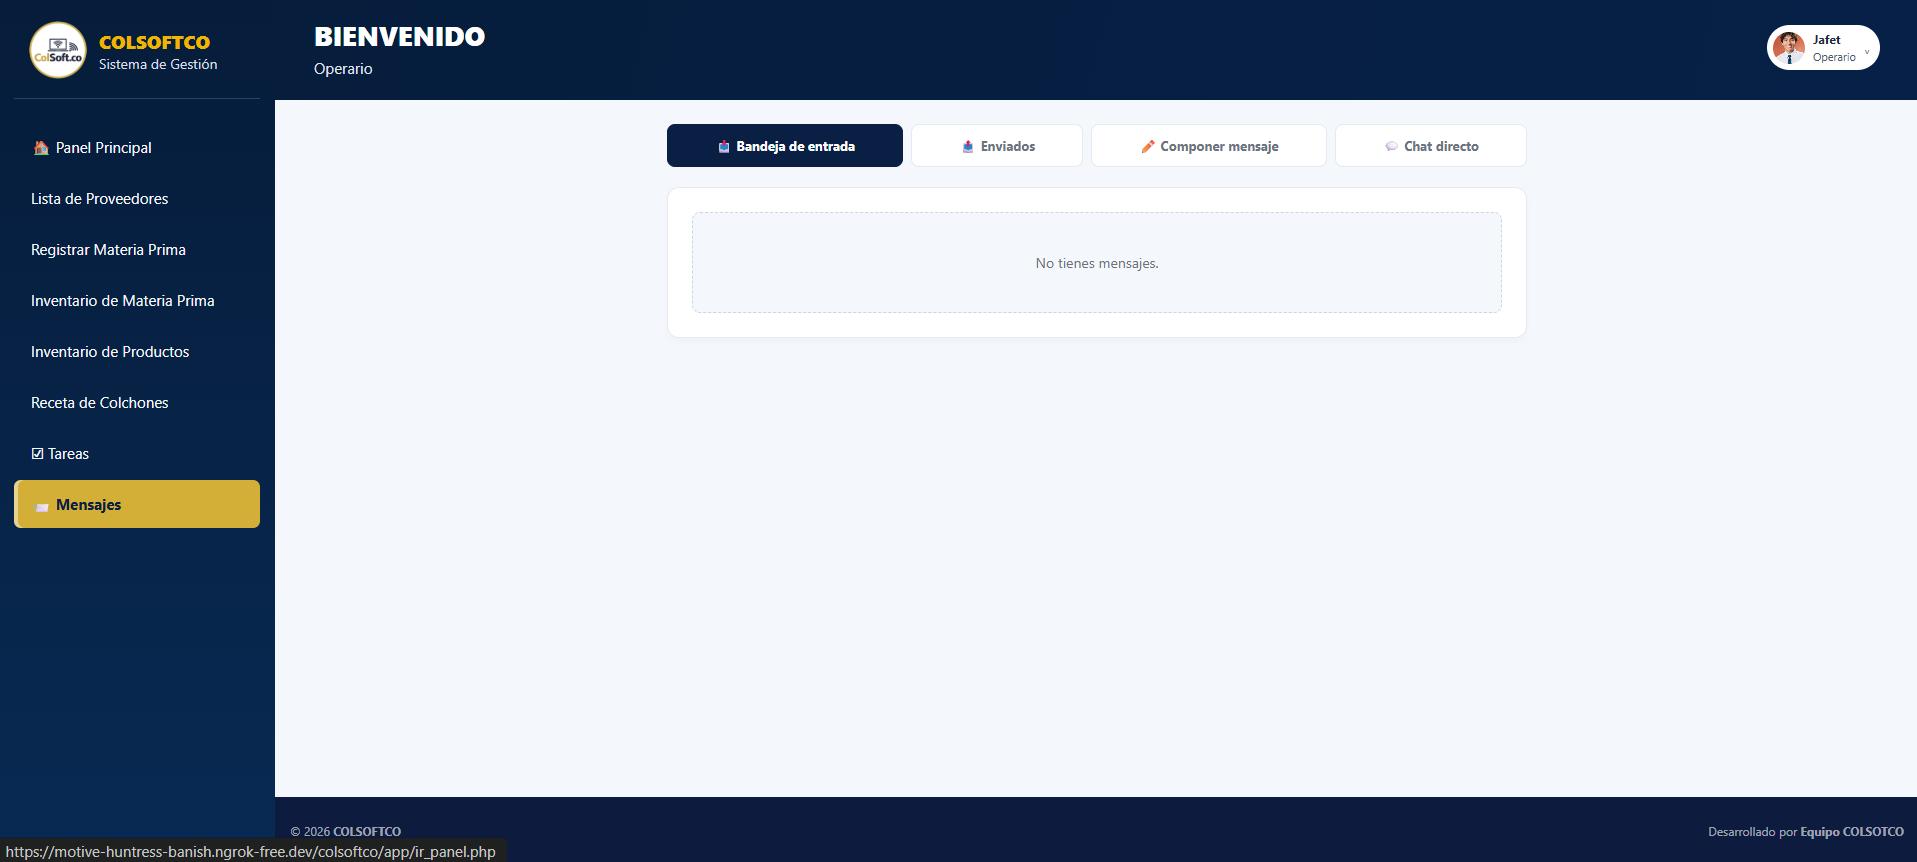 ColSoft.co
COLSOFTCO
Sistema de Gestión
BIENVENIDO
Operario
Jafet
Operario
Panel Principal
Lista de Proveedores
Registrar Materia Prima
Inventario de Materia Prima
Inventario de Productos
Receta de Colchones
Tareas
Mensajes
Bandeja de entrada
Enviados
Componer mensaje
Chat directo
No tienes mensajes.
© 2026 COLSOFTCO
Desarrollado por Equipo COLSOTCO
https://motive-huntress-banish.ngrok-free.dev/colsoftco/app/ir_panel.php